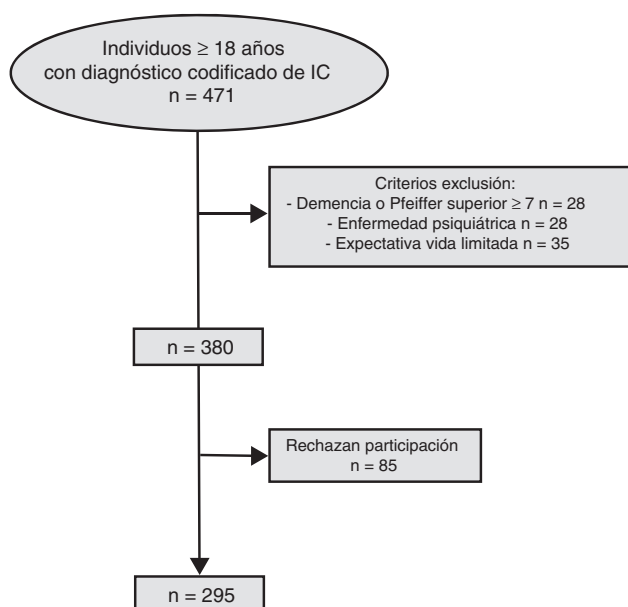 Individuos ≥ 18 años
con diagnóstico codificado de IC
n = 471
Criterios exclusión:
- Demencia o Pfeiffer superior ≥ 7 n = 28
- Enfermedad psiquiátrica n = 28
- Expectativa vida limitada n = 35
n = 380
Rechazan participación
n = 85
n = 295